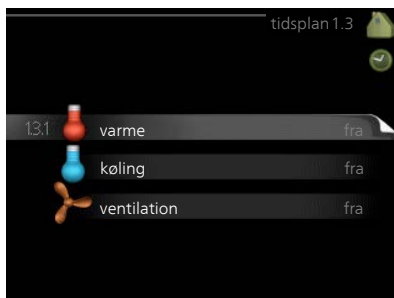 tidsplan 1.3
1.3.1 varme fra
køling fra
ventilation fra